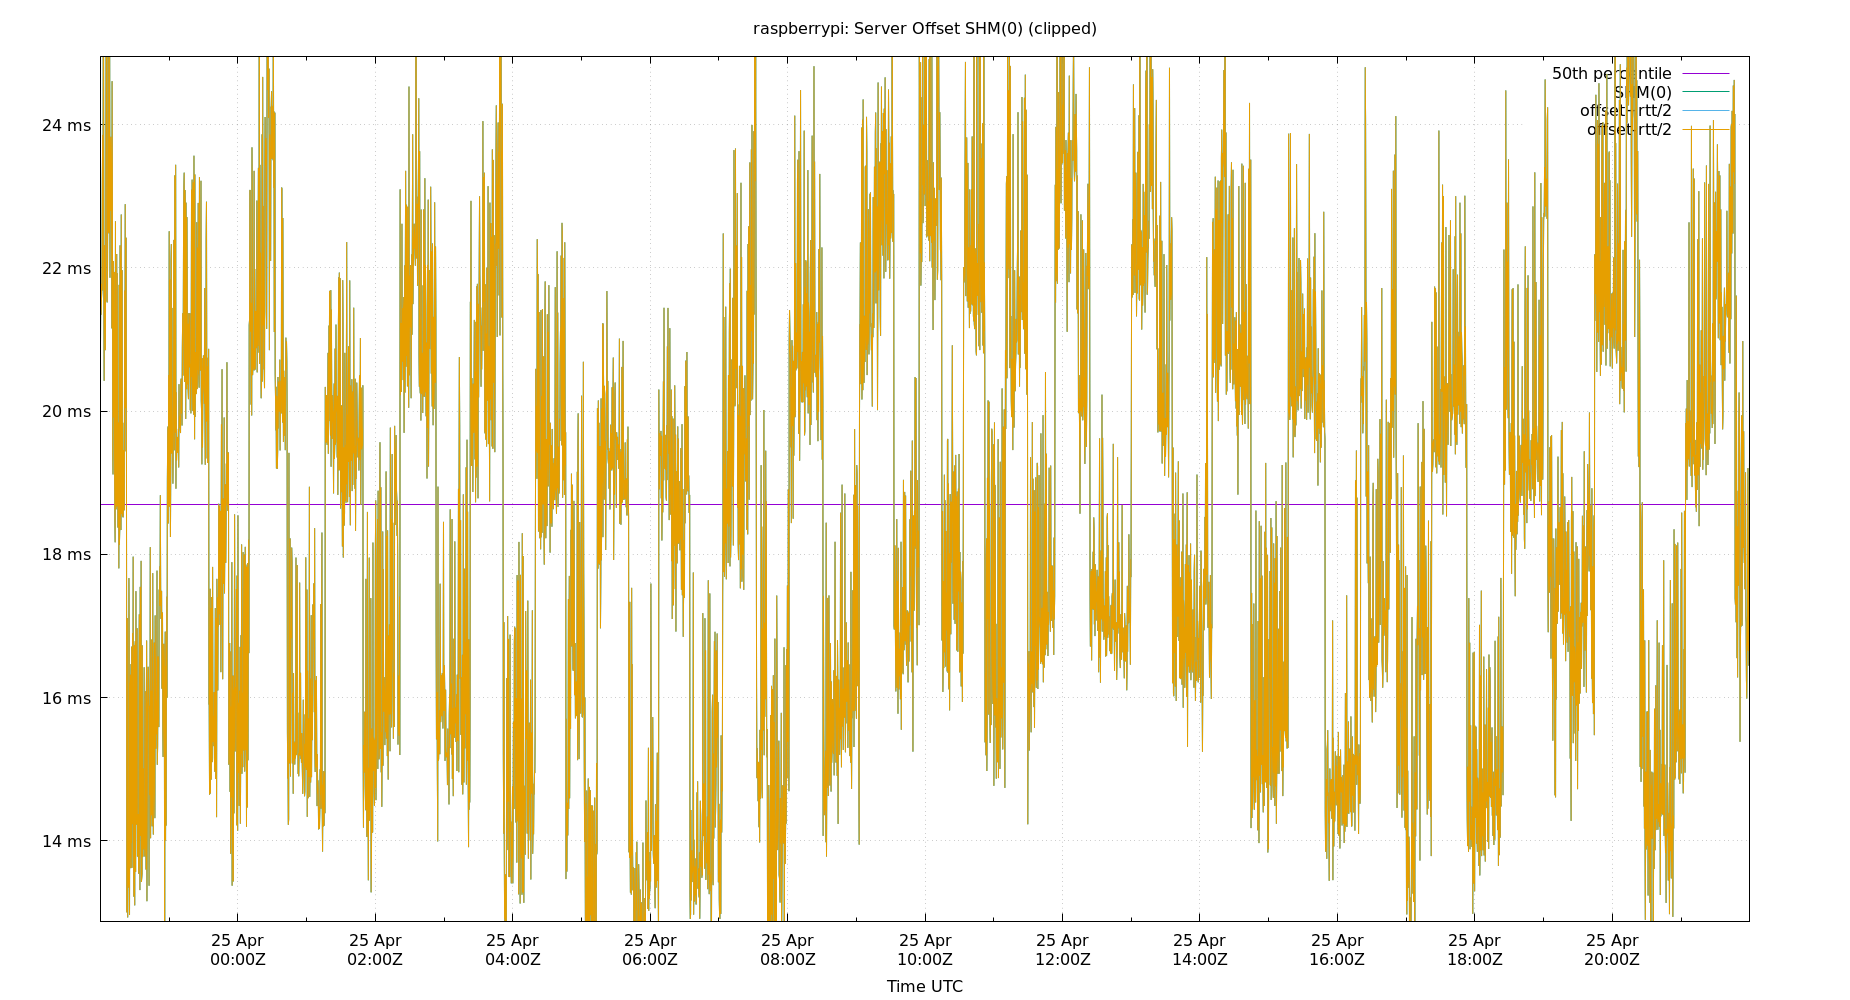 raspberrypi: Server Offset SHM(0) (clipped)
50th percentile
SHM(0)
offset-rtt/2
offset+rtt/2
24 ms
22 ms
20 ms
18 ms
16 ms
14 ms
25 Apr 25 Apr 25 Apr 25 Apr 25 Apr 25 Apr 25 Apr 25 Apr 25 Apr 25 Apr 25 Apr
00:00Z 02:00Z 04:00Z 06:00Z 08:00Z 10:00Z 12:00Z 14:00Z 16:00Z 18:00Z 20:00Z
Time UTC